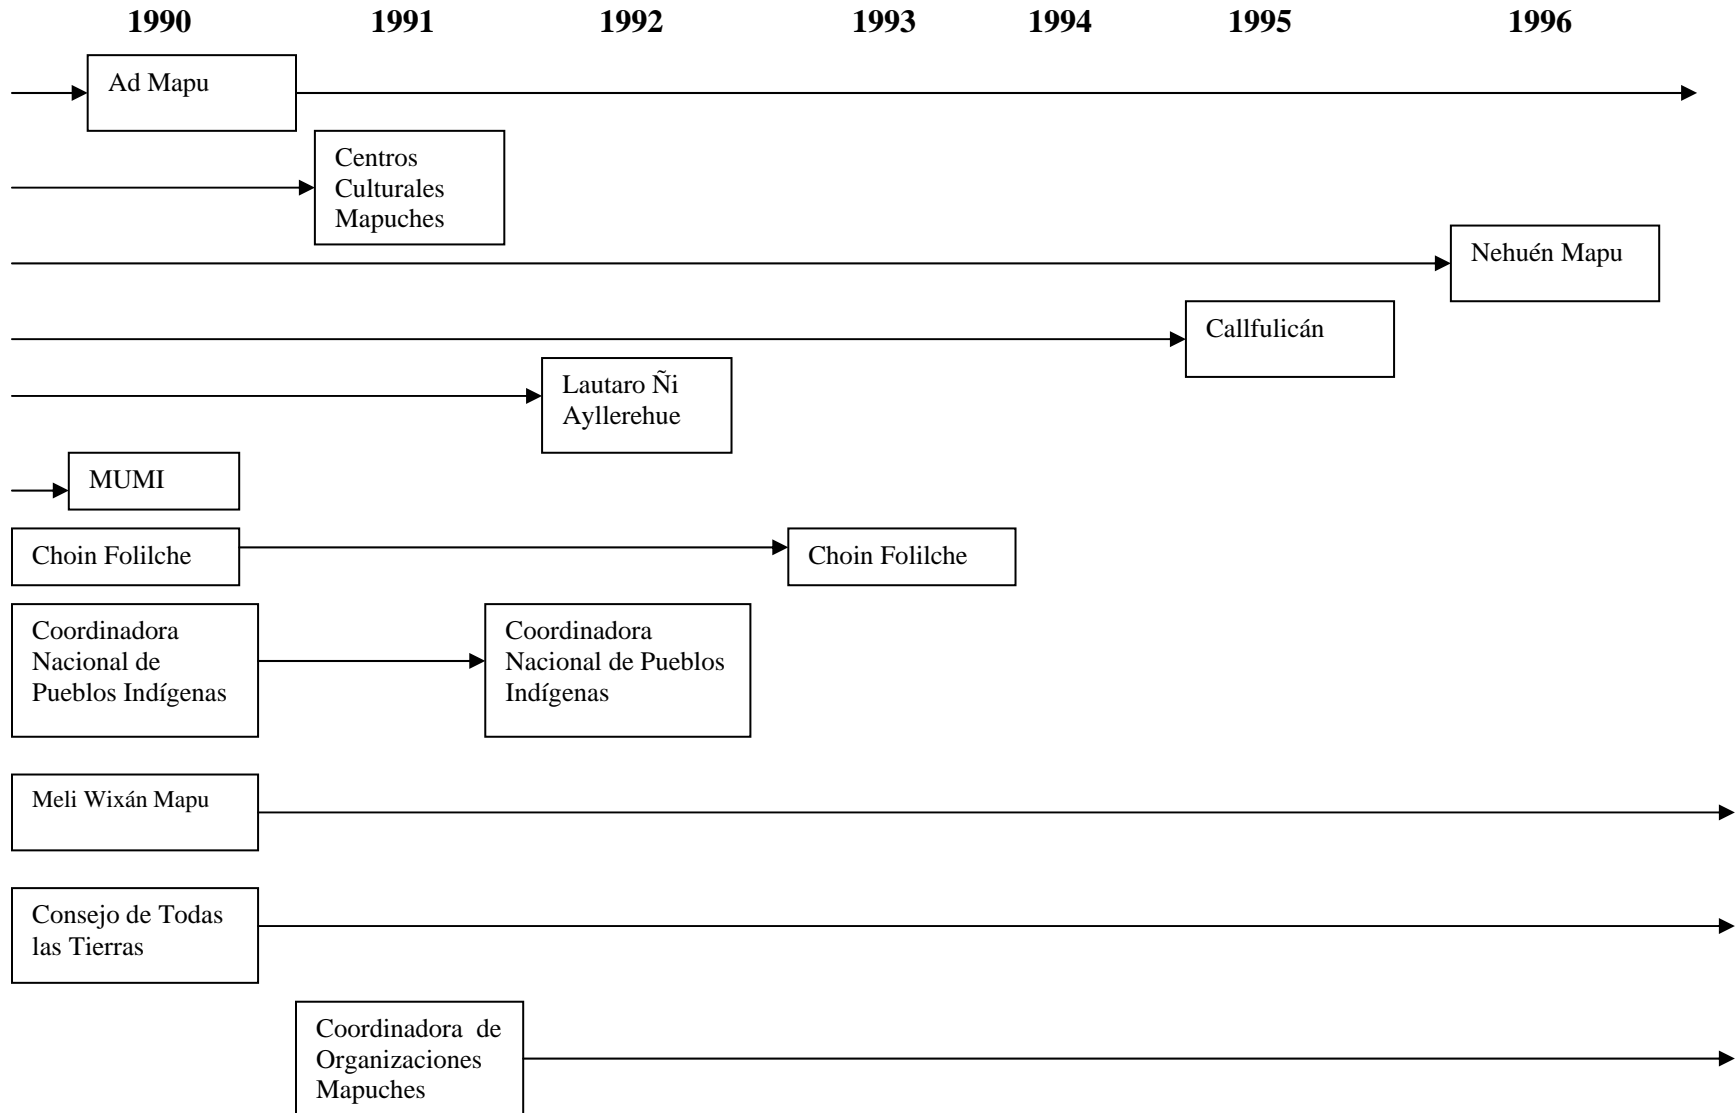 1990 1991 1992 1993 1994 1995 1996
Ad Mapu
Centros
Culturales
Mapuches
Nehuén Mapu
Callfulicán
Lautaro Ñi
Ayllerehue
MUMI
Choin Folilche
Choin Folilche
Coordinadora
Nacional de
Pueblos Indígenas
Coordinadora
Nacional de Pueblos
Indígenas
Meli Wixán Mapu
Consejo de Todas
las Tierras
Coordinadora de
Organizaciones
Mapuches